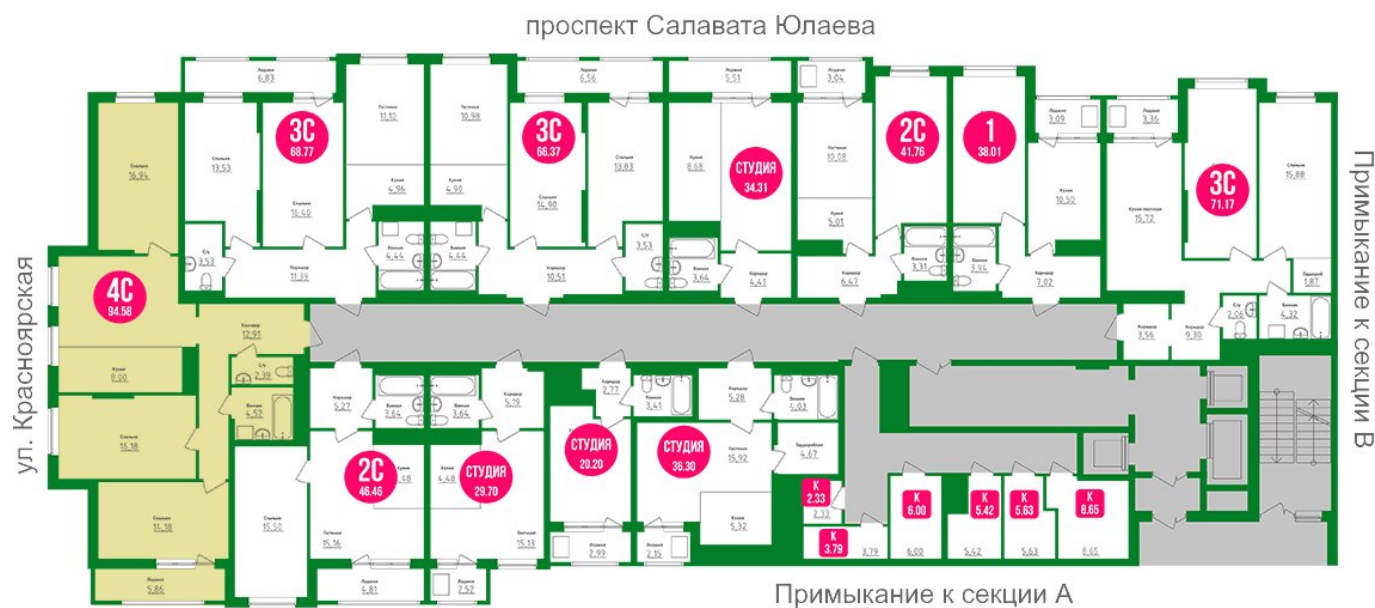 проспект Салавата Юлаева
Лоджия
6,83
Лоджия
6,56
Лоджия
5,51
Лоджия
3,04
Гостиная
11,10
Гостиная
10,98
3С
68.77
3С
66.37
2С
41.76
1
38.01
Лоджия
3,09
Лоджия
3,36
Спальня
16,94
Спальня
13,53
Спальня
13,83
Кухня
8,68
СТУДИЯ
34.31
Гостиная
10,08
3С
71.17
Спальня
15,88
Кухня
4,96
Кухня
4,90
Спальня
16,40
Спальня
14,90
Кухня
5,01
Кухня
10,50
Кухня-гостиная
15,72
С/у
3,53
Коридор
11,39
Ванная
4,44
Ванная
4,44
Коридор
10,51
С/у
3,53
Ванная
3,64
Коридор
4,41
Коридор
6,47
Ванная
3,31
Ванная
3,94
Коридор
7,02
Гардероб
1,87
4С
94.58
Коридор
12,91
Коридор
3,56
Коридор
9,30
С/у
2,06
Ванная
4,32
Кухня
8,00
С/у
2,39
Ванная
4,52
Коридор
5,27
Ванная
3,64
Ванная
3,64
Коридор
5,19
Коридор
2,77
Ванная
3,41
Коридор
5,28
Ванная
4,03
Спальня
16,18
2С
46.46
Кухня
Кухня
4,48
СТУДИЯ
29.70
СТУДИЯ
20.20
СТУДИЯ
36.30
Гостиная
15,92
Гардеробная
4,67
Спальня
14,18
Спальня
15,50
Гостиная
15,16
Гостиная
15,13
Кухня
5,32
К
2.33
2,33
К
6.00
К
5.42
К
5.63
К
8.65
К
3.79
3,79
6,00
5,42
5,63
8,65
Лоджия
5,86
Лоджия
4,81
Лоджия
2,52
Лоджия
2,99
Лоджия
2,15
ул. Красноярская
Примыкание к секции В
Примыкание к секции А